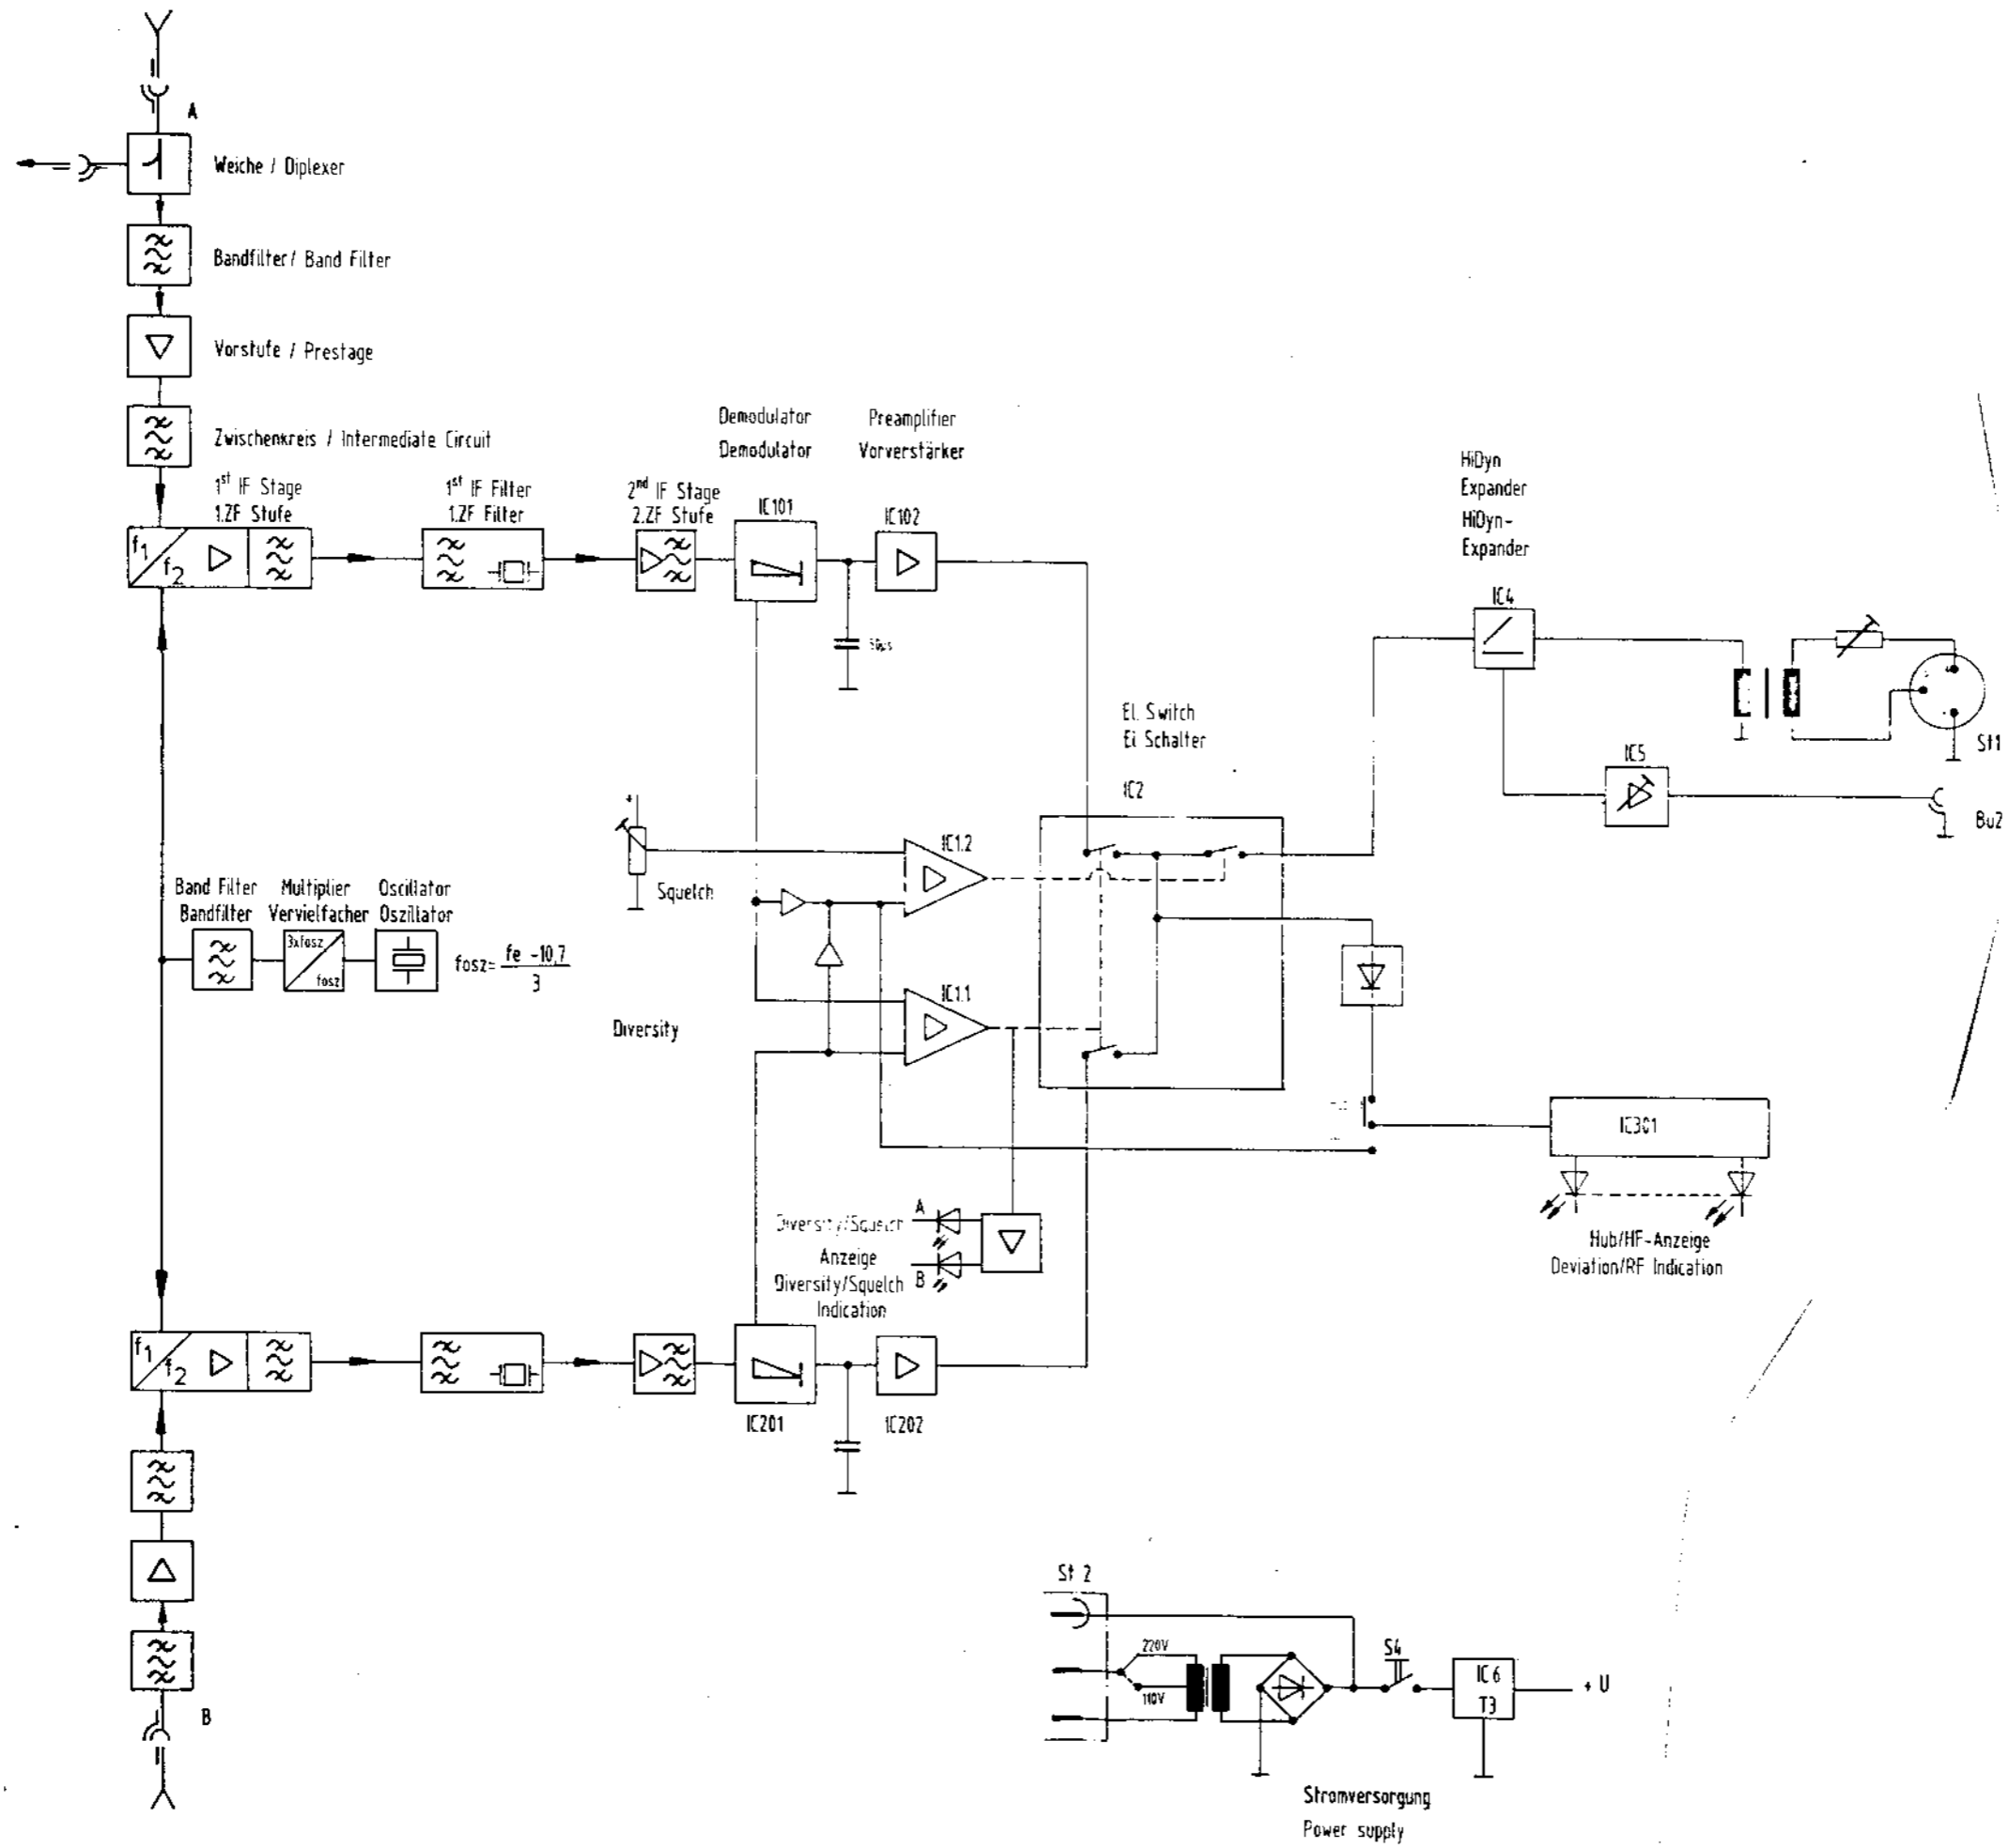 A
Weiche / Diplexer
Bandfilter / Band Filter
Vorstufe / Prestage
Zwischenkreis / Intermediate Circuit
1st IF Stage
1.ZF Stufe
f1
f2
1st IF Filter
1.ZF Filter
2nd IF Stage
2.ZF Stufe
Demodulator
Demodulator
IC101
Preamplifier
Vorverstärker
IC102
HiDyn
Expander
HiDyn-
Expander
IC4
St1
IC5
Bu2
El. Switch
El Schalter
IC2
+
Squelch
IC1.2
Band Filter
Bandfilter
Multiplier
Vervielfacher
Oscillator
Oszillator
3xfosz
fosz
fosz= fe -10,7
3
Diversity
IC1.1
IC301
Hub/HF-Anzeige
Deviation/RF Indication
Diversity/Squelch
Anzeige
Diversity/Squelch
Indication
A
B
f1
f2
IC201
IC202
B
St 2
220V
110V
S4
IC6
T3
+ U
Stromversorgung
Power supply